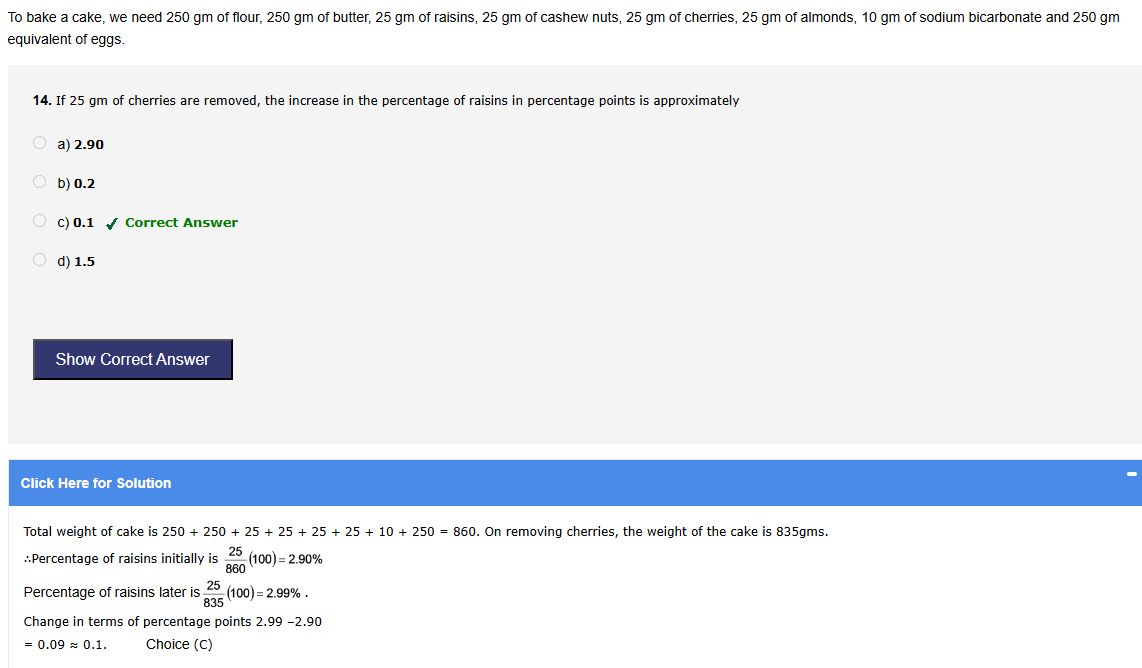 To bake a cake, we need 250 gm of flour, 250 gm of butter, 25 gm of raisins, 25 gm of cashew nuts, 25 gm of cherries, 25 gm of almonds, 10 gm of sodium bicarbonate and 250 gm
equivalent of eggs.
14. If 25 gm of cherries are removed, the increase in the percentage of raisins in percentage points is approximately
a) 2.90
b) 0.2
c) 0.1 ✓ Correct Answer
d) 1.5
Show Correct Answer
Click Here for Solution
Total weight of cake is 250 + 250 + 25 + 25 + 25 + 25 + 10 + 250 = 860. On removing cherries, the weight of the cake is 835gms.
∴Percentage of raisins initially is 25/860 (100) = 2.90%
Percentage of raisins later is 25/835 (100) = 2.99% .
Change in terms of percentage points 2.99 –2.90
= 0.09 ≈ 0.1. Choice (C)